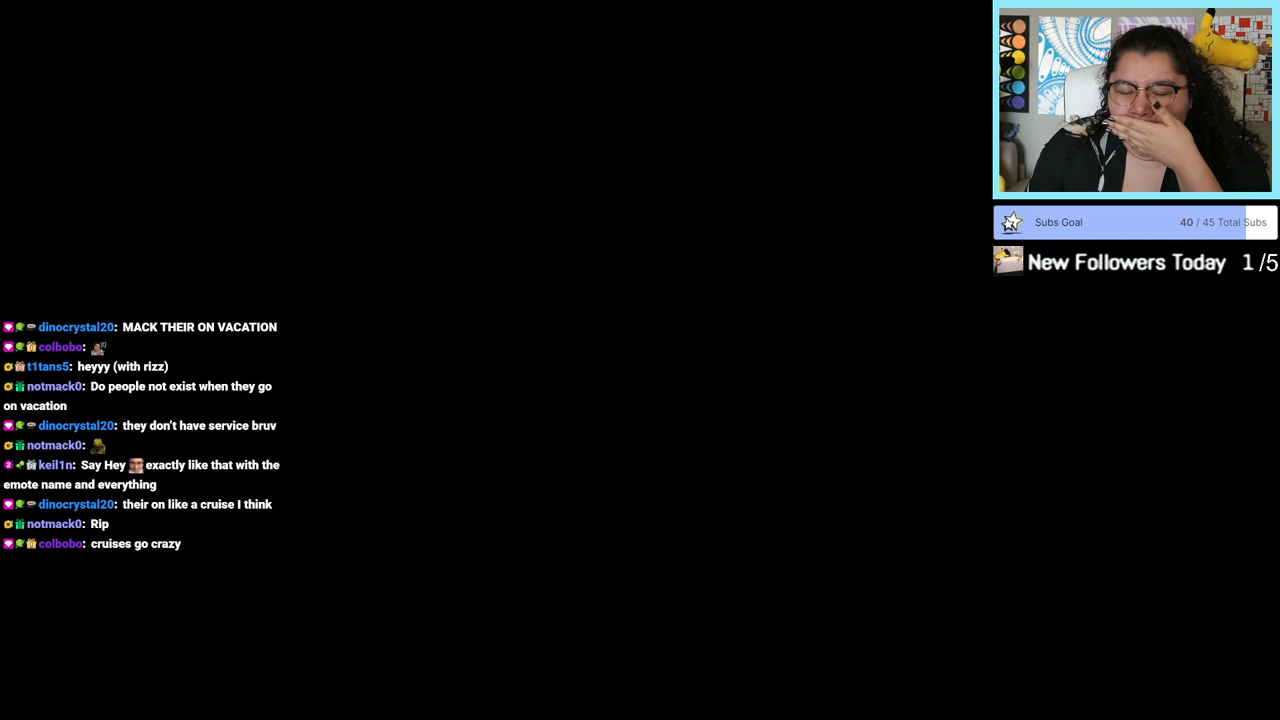 Subs Goal 40 / 45 Total Subs
New Followers Today 1 /5
dinocrystal20: MACK THEIR ON VACATION
colbobo:
t1tans5: heyyy (with rizz)
notmack0: Do people not exist when they go
on vacation
dinocrystal20: they don't have service bruv
notmack0:
keil1n: Say Hey exactly like that with the
emote name and everything
dinocrystal20: their on like a cruise I think
notmack0: Rip
colbobo: cruises go crazy